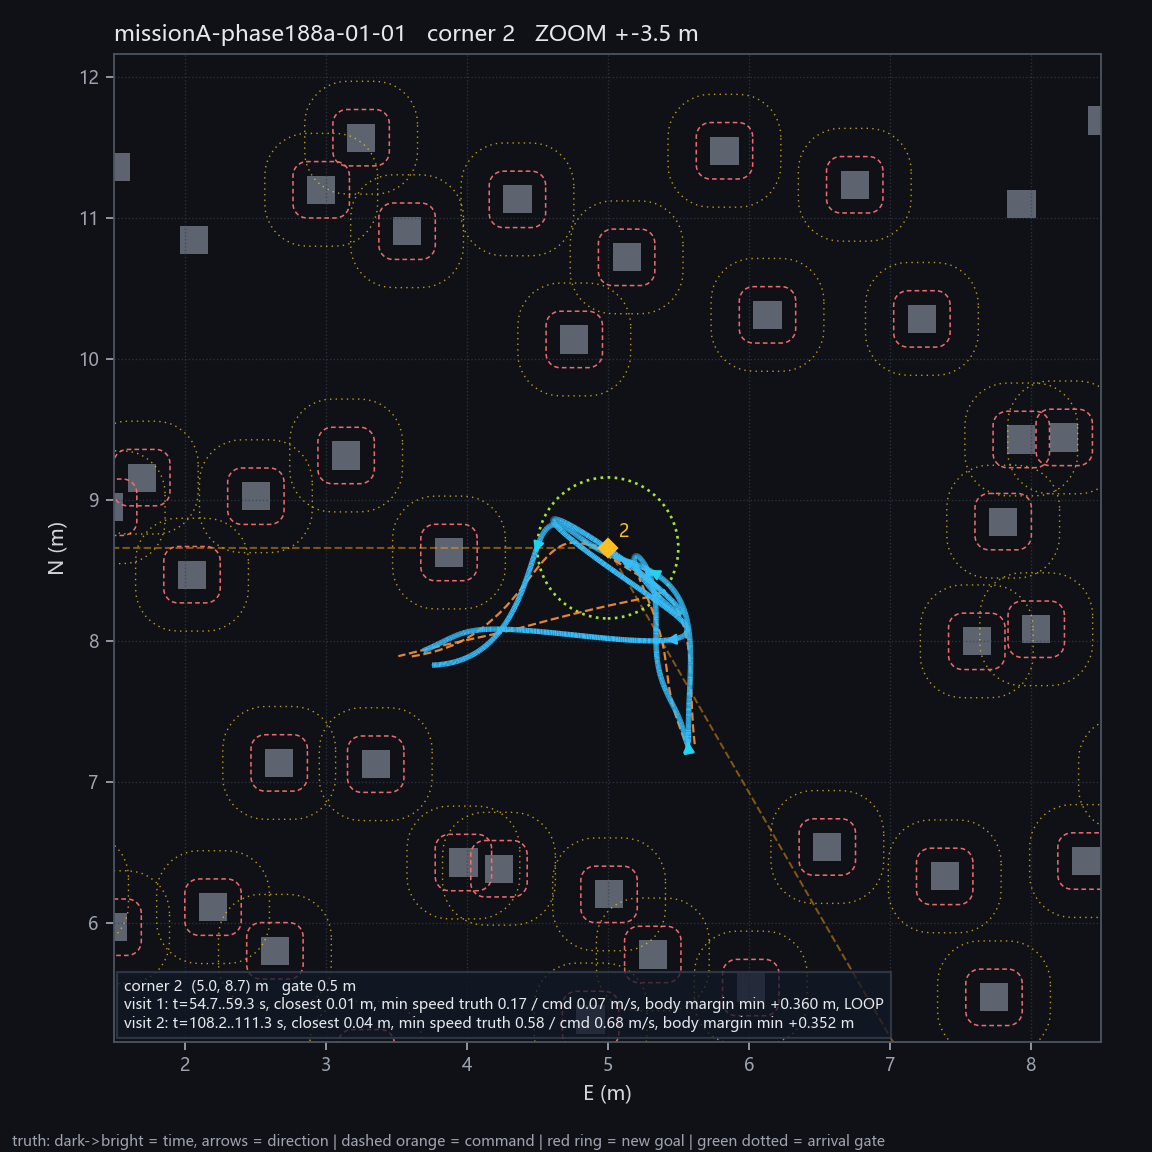 missionA-phase188a-01-01   corner 2   ZOOM +-3.5 m
12
11
10
9
8
7
6
N (m)
2
corner 2  (5.0, 8.7) m   gate 0.5 m
visit 1: t=54.7..59.3 s, closest 0.01 m, min speed truth 0.17 / cmd 0.07 m/s, body margin min +0.360 m, LOOP
visit 2: t=108.2..111.3 s, closest 0.04 m, min speed truth 0.58 / cmd 0.68 m/s, body margin min +0.352 m
2 3 4 5 6 7 8
E (m)
truth: dark->bright = time, arrows = direction | dashed orange = command | red ring = new goal | green dotted = arrival gate